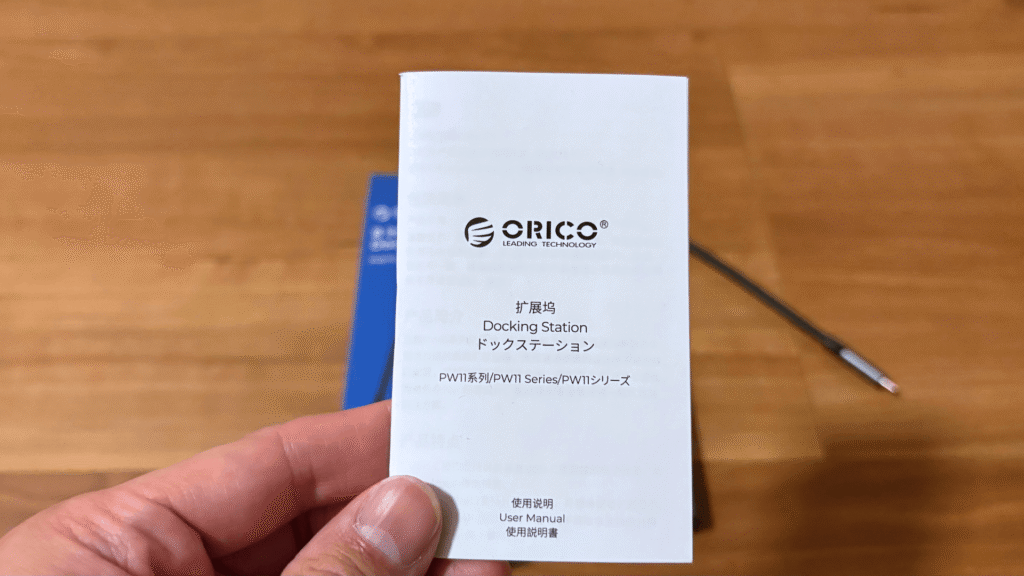 ORICO®
LEADING TECHNOLOGY
扩展坞
Docking Station
ドックステーション
PW11系列/PW11 Series/PW11シリーズ
使用说明
User Manual
使用説明書